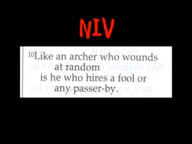 NIV
10Like an archer who wounds
at random
is he who hires a fool or
any passer-by.